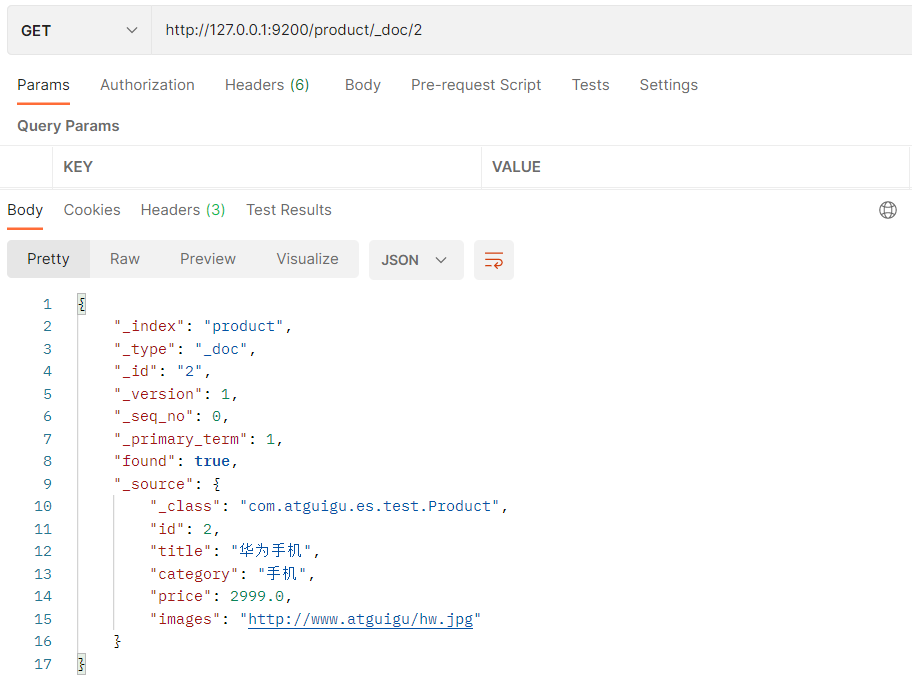 GET http://127.0.0.1:9200/product/_doc/2
Params Authorization Headers (6) Body Pre-request Script Tests Settings
Query Params
KEY VALUE
Body Cookies Headers (3) Test Results
Pretty Raw Preview Visualize JSON
1 {
2 "_index": "product",
3 "_type": "_doc",
4 "_id": "2",
5 "_version": 1,
6 "_seq_no": 0,
7 "_primary_term": 1,
8 "found": true,
9 "_source": {
10 "_class": "com.atguigu.es.test.Product",
11 "id": 2,
12 "title": "华为手机",
13 "category": "手机",
14 "price": 2999.0,
15 "images": "http://www.atguigu/hw.jpg"
16 }
17 }